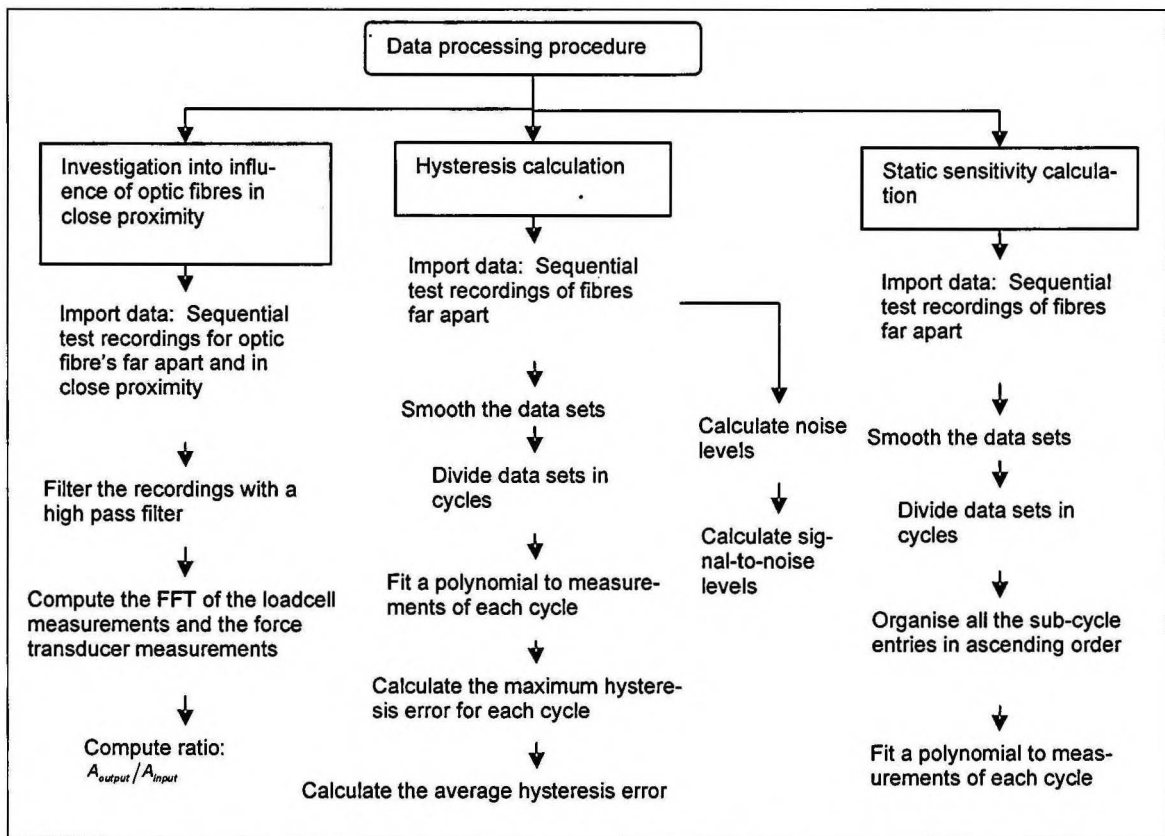 Data processing procedure
Investigation into influ-
ence of optic fibres in
close proximity
Import data: Sequential
test recordings for optic
fibre's far apart and in
close proximity
Filter the recordings with a
high pass filter
Compute the FFT of the loadcell
measurements and the force
transducer measurements
Compute ratio:
A_output/A_input
Hysteresis calculation
Import data: Sequential
test recordings of fibres
far apart
Smooth the data sets
Divide data sets in
cycles
Fit a polynomial to measure-
ments of each cycle
Calculate the maximum hystere-
sis error for each cycle
Calculate the average hysteresis error
Calculate noise
levels
Calculate sig-
nal-to-noise
levels
Static sensitivity calcula-
tion
Import data: Sequential
test recordings of fibres
far apart
Smooth the data sets
Divide data sets in
cycles
Organise all the sub-cycle
entries in ascending order
Fit a polynomial to meas-
urements of each cycle